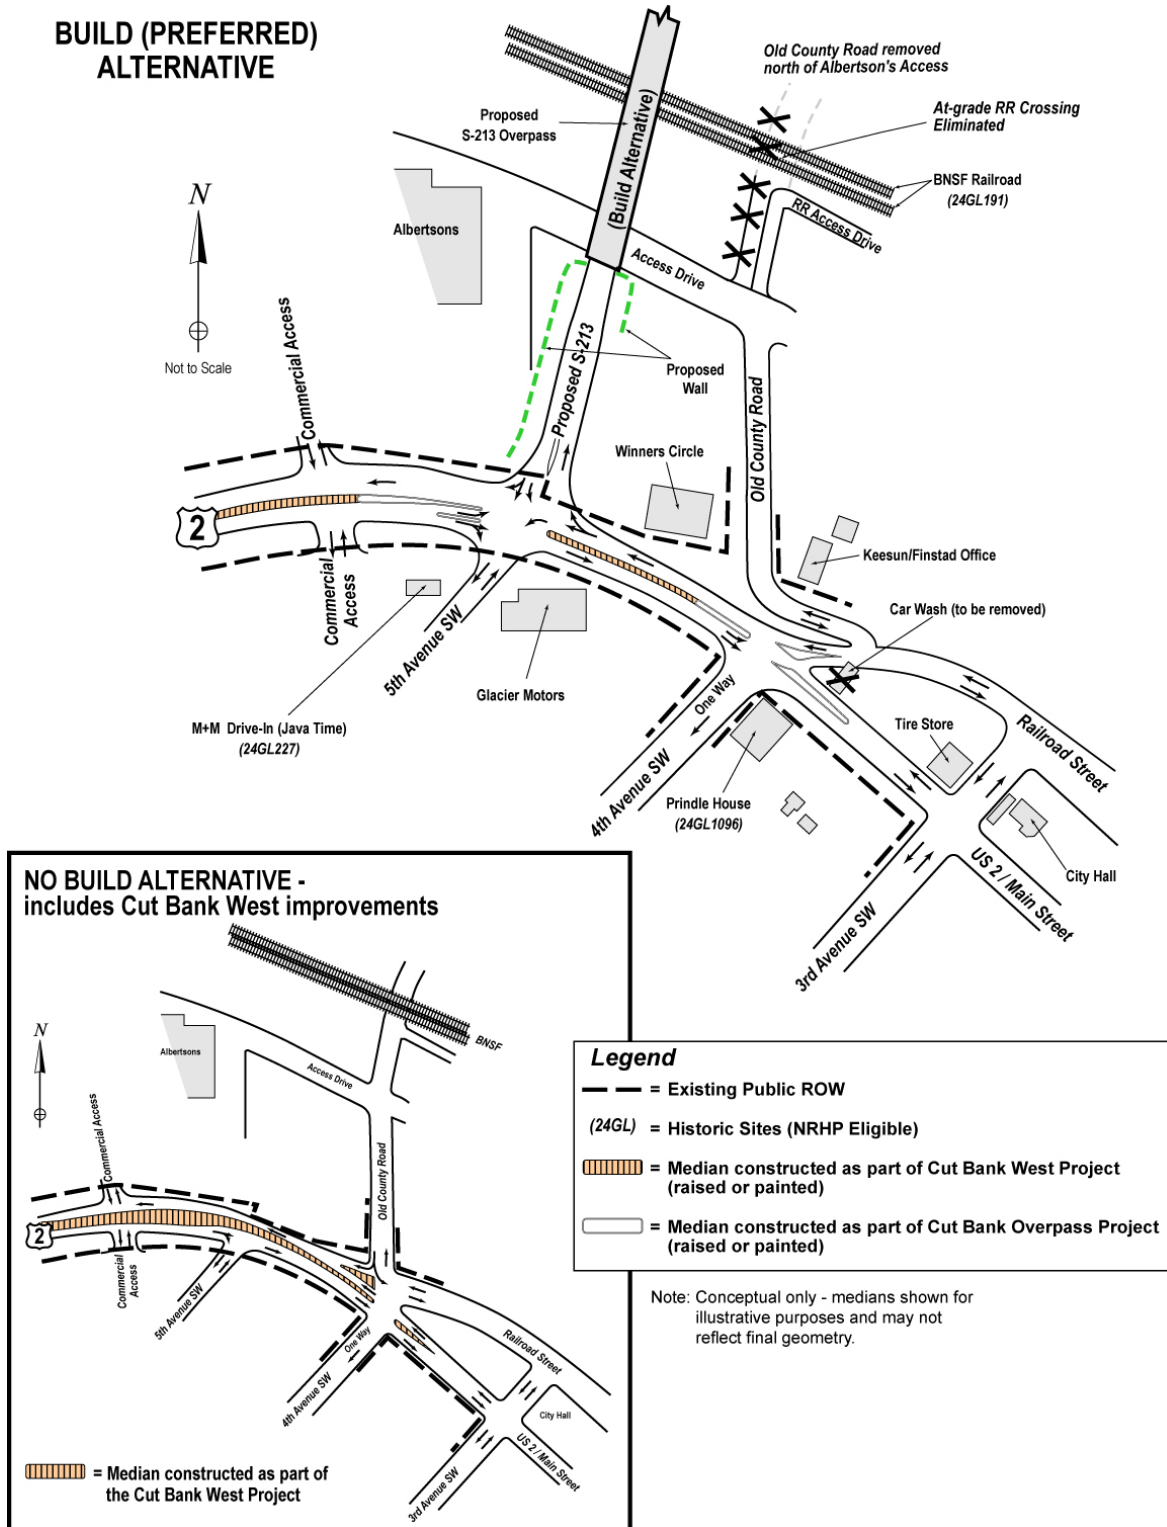 BUILD (PREFERRED)
ALTERNATIVE
Old County Road removed
north of Albertson's Access
At-grade RR Crossing
Eliminated
Proposed
S-213 Overpass
(Build Alternative)
BNSF Railroad
(24GL191)
N
Albertsons
RR Access Drive
Access Drive
Not to Scale
Commercial Access
Proposed S-213
Proposed
Wall
Old County Road
Winners Circle
2
Keesun/Finstad Office
Commercial
Access
Car Wash (to be removed)
5th Avenue SW
Glacier Motors
One Way
M+M Drive-In (Java Time)
(24GL227)
Tire Store
Railroad Street
4th Avenue SW
Prindle House
(24GL1096)
City Hall
US 2 / Main Street
3rd Avenue SW
NO BUILD ALTERNATIVE -
includes Cut Bank West improvements
N
BNSF
Albertsons
Access Drive
Commercial Access
Old County Road
2
Commercial
Access
5th Avenue SW
One Way
Railroad Street
4th Avenue SW
City Hall
US 2 / Main Street
3rd Avenue SW
= Median constructed as part of
the Cut Bank West Project
Legend
= Existing Public ROW
(24GL) = Historic Sites (NRHP Eligible)
= Median constructed as part of Cut Bank West Project
(raised or painted)
= Median constructed as part of Cut Bank Overpass Project
(raised or painted)
Note: Conceptual only - medians shown for
illustrative purposes and may not
reflect final geometry.